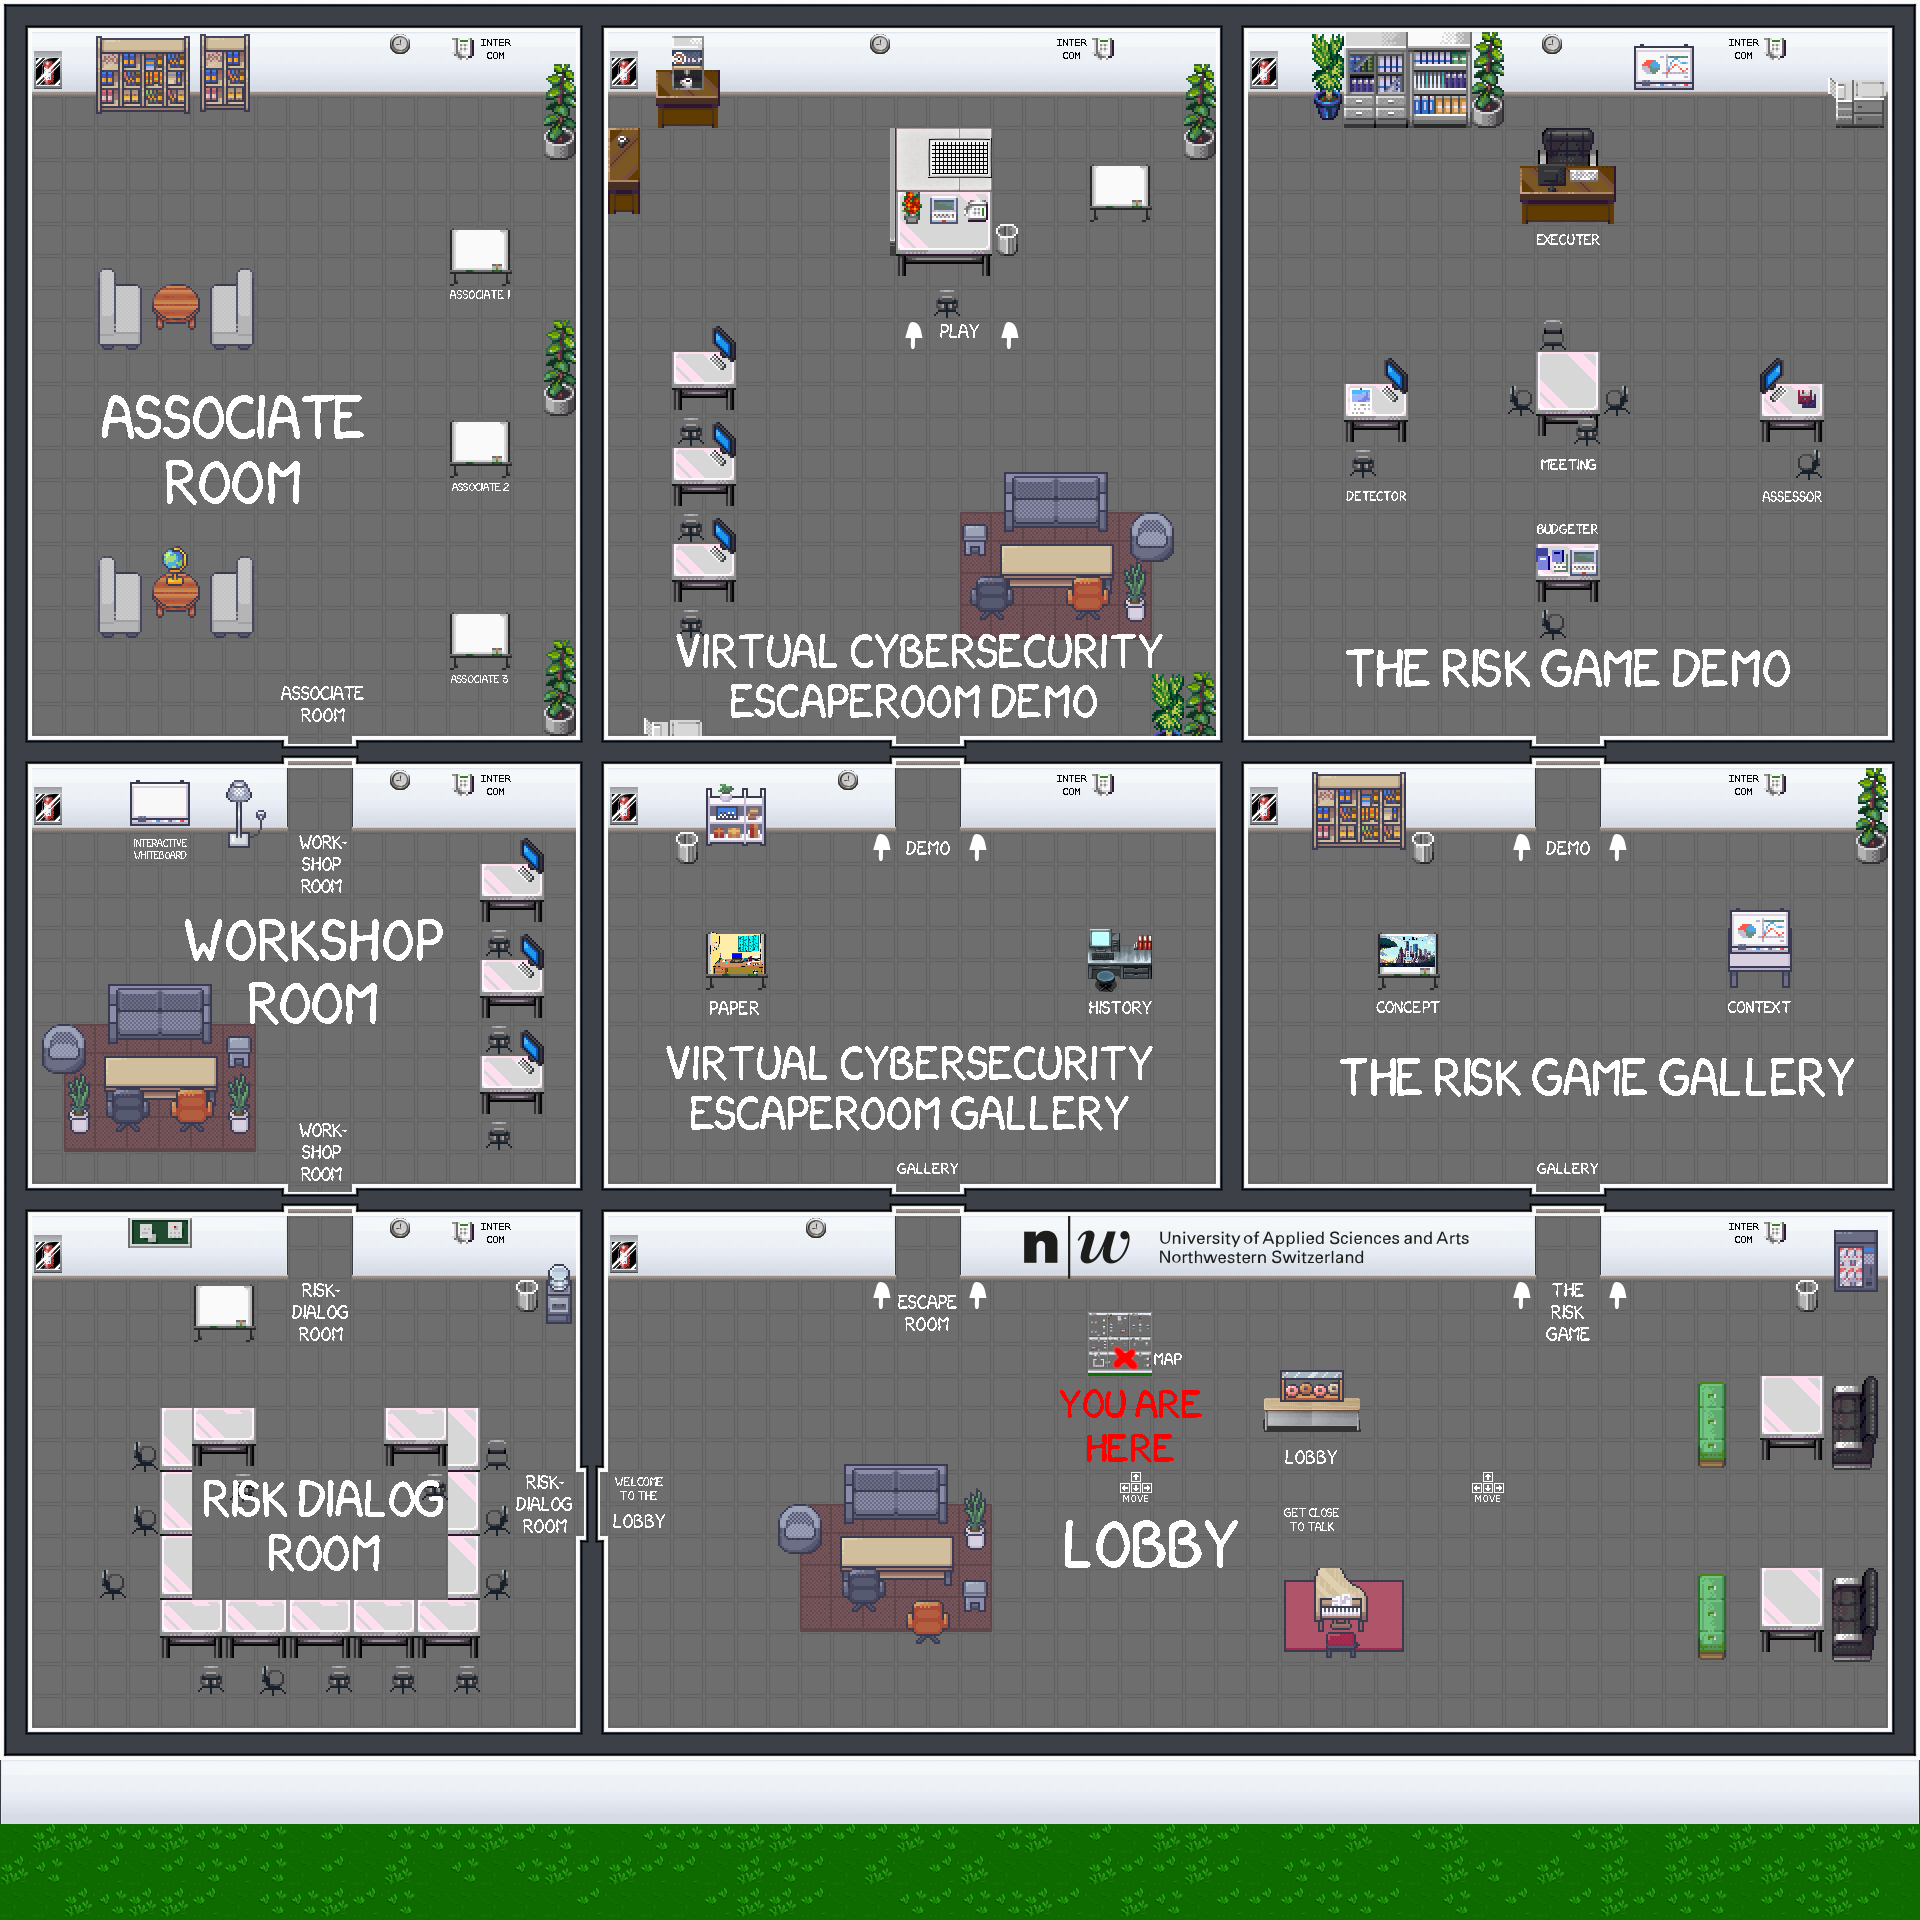 INTER
COM
ASSOCIATE 1
ASSOCIATE
ROOM
ASSOCIATE 2
ASSOCIATE 3
ASSOCIATE
ROOM
INTER
COM
PLAY
VIRTUAL CYBERSECURITY
ESCAPEROOM DEMO
INTER
COM
EXECUTER
MEETING
DETECTOR
ASSESSOR
BUDGETER
THE RISK GAME DEMO
INTER
COM
INTERACTIVE
WHITEBOARD
WORK-
SHOP
ROOM
WORKSHOP
ROOM
WORK-
SHOP
ROOM
INTER
COM
DEMO
PAPER
HISTORY
VIRTUAL CYBERSECURITY
ESCAPEROOM GALLERY
GALLERY
INTER
COM
DEMO
CONCEPT
CONTEXT
THE RISK GAME GALLERY
GALLERY
INTER
COM
RISK-
DIALOG
ROOM
RISK DIALOG
ROOM
RISK-
DIALOG
ROOM
n|w
University of Applied Sciences and Arts
Northwestern Switzerland
INTER
COM
ESCAPE
ROOM
THE
RISK
GAME
MAP
YOU ARE
HERE
LOBBY
WELCOME
TO THE
LOBBY
MOVE
MOVE
GET CLOSE
TO TALK
LOBBY